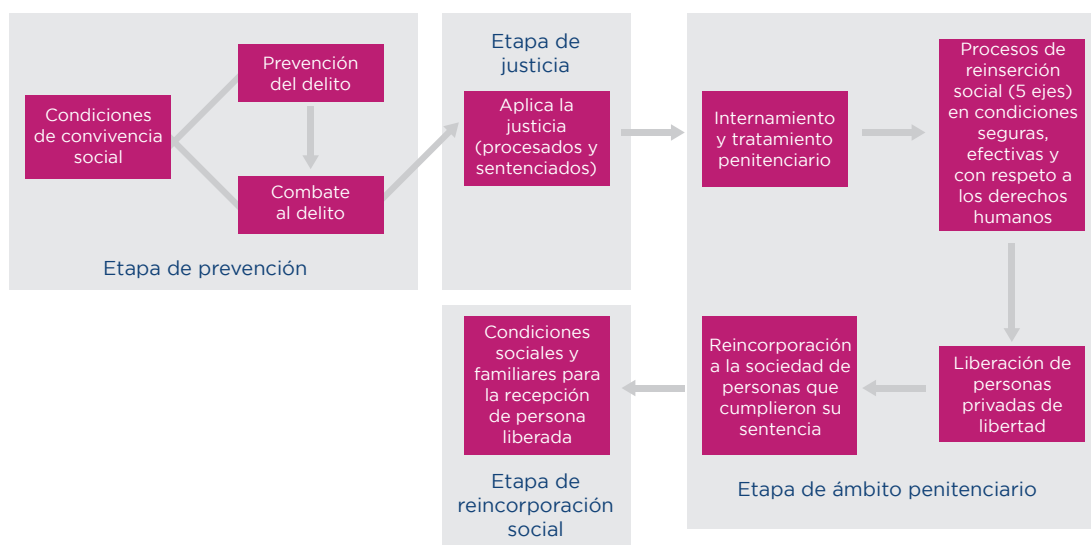 Condiciones
de convivencia
social
Prevención
del delito
Combate
al delito
Etapa de prevención
Etapa de
justicia
Aplica la
justicia
(procesados y
sentenciados)
Internamiento
y tratamiento
penitenciario
Procesos de
reinserción
social (5 ejes)
en condiciones
seguras,
efectivas y
con respeto a
los derechos
humanos
Liberación de
personas
privadas de
libertad
Reincorporación
a la sociedad de
personas que
cumplieron su
sentencia
Etapa de ámbito penitenciario
Condiciones
sociales y
familiares para
la recepción
de persona
liberada
Etapa de
reincorporación
social